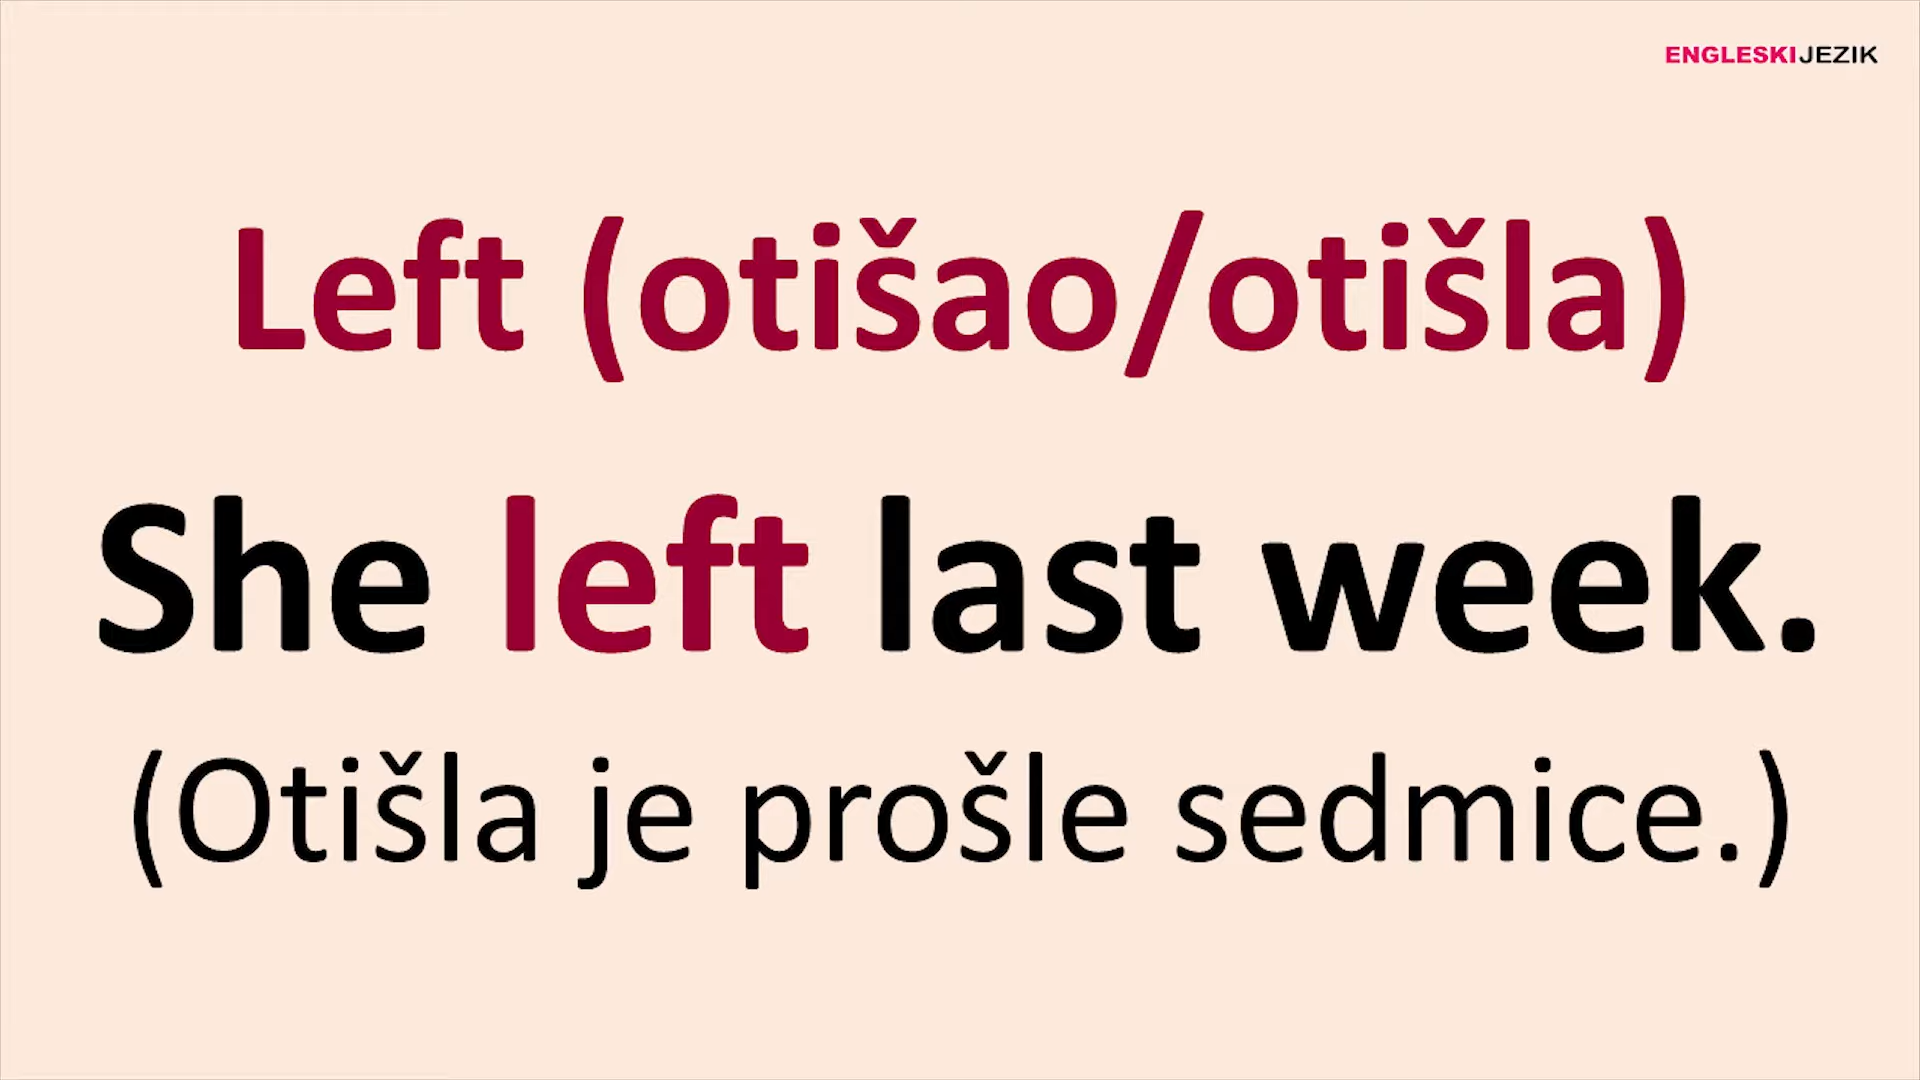 ENGLESKIJEZIK
Left (otišao/otišla)
She left last week.
(Otišla je prošle sedmice.)